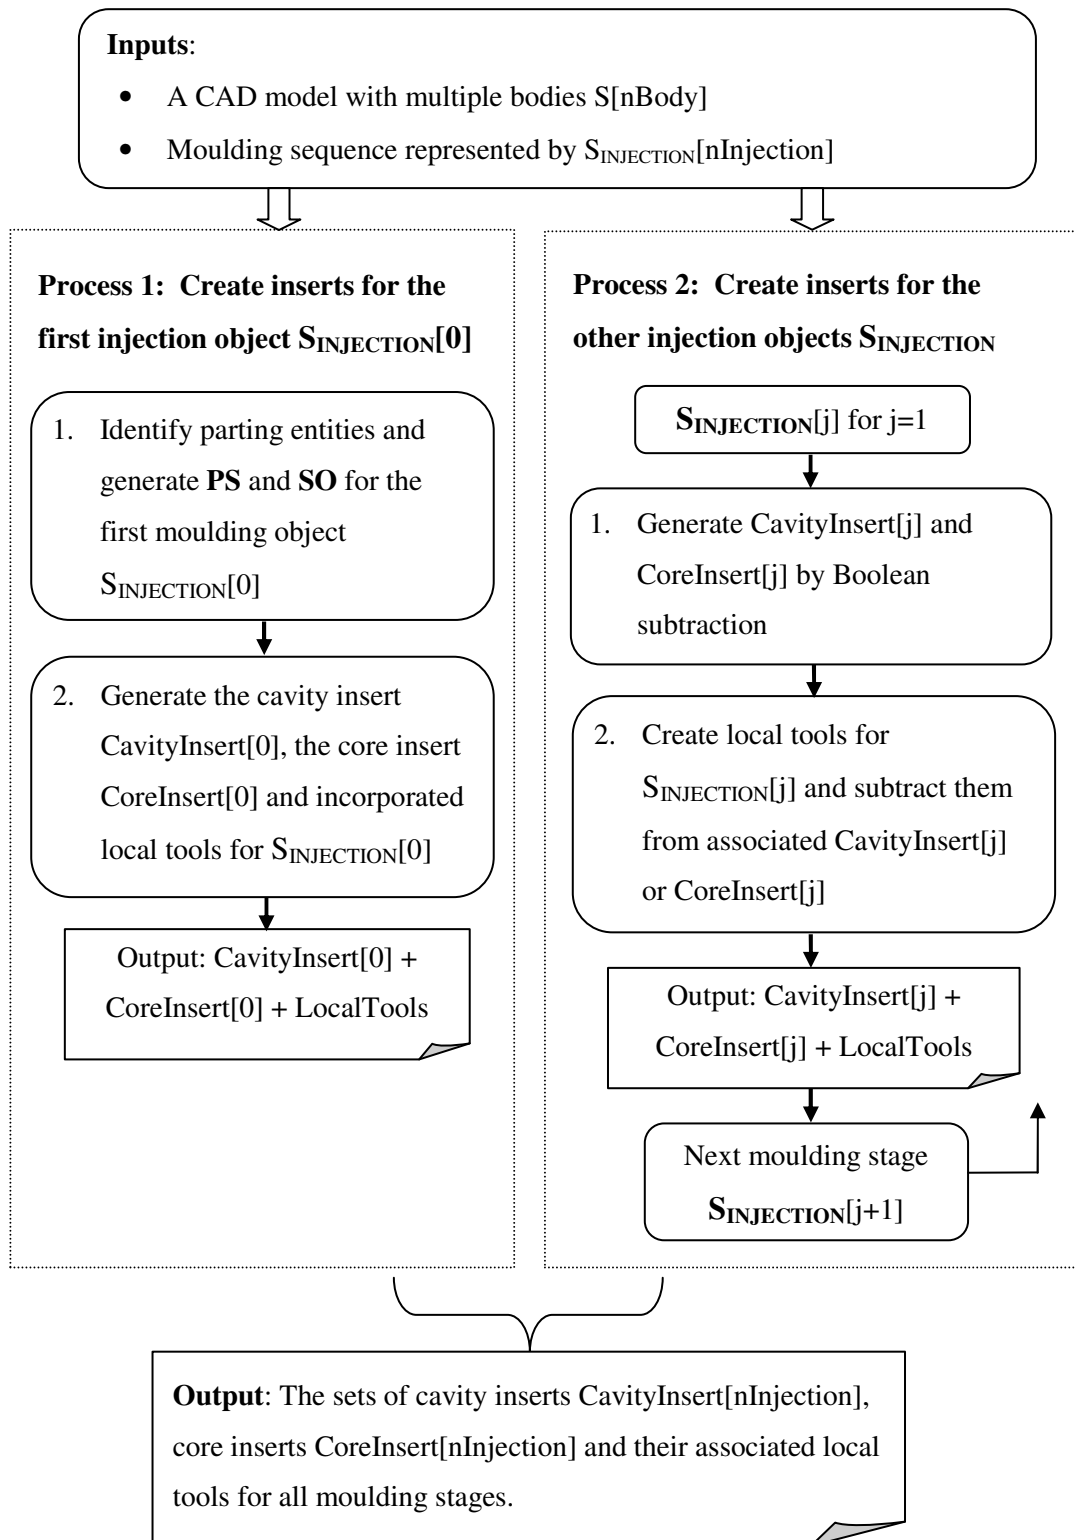 Inputs:
• A CAD model with multiple bodies S[nBody]
• Moulding sequence represented by SINJECTION[nInjection]
Process 1: Create inserts for the
first injection object SINJECTION[0]
1. Identify parting entities and
generate PS and SO for the
first moulding object
SINJECTION[0]
2. Generate the cavity insert
CavityInsert[0], the core insert
CoreInsert[0] and incorporated
local tools for SINJECTION[0]
Output: CavityInsert[0] +
CoreInsert[0] + LocalTools
Process 2: Create inserts for the
other injection objects SINJECTION
SINJECTION[j] for j=1
1. Generate CavityInsert[j] and
CoreInsert[j] by Boolean
subtraction
2. Create local tools for
SINJECTION[j] and subtract them
from associated CavityInsert[j]
or CoreInsert[j]
Output: CavityInsert[j] +
CoreInsert[j] + LocalTools
Next moulding stage
SINJECTION[j+1]
Output: The sets of cavity inserts CavityInsert[nInjection],
core inserts CoreInsert[nInjection] and their associated local
tools for all moulding stages.